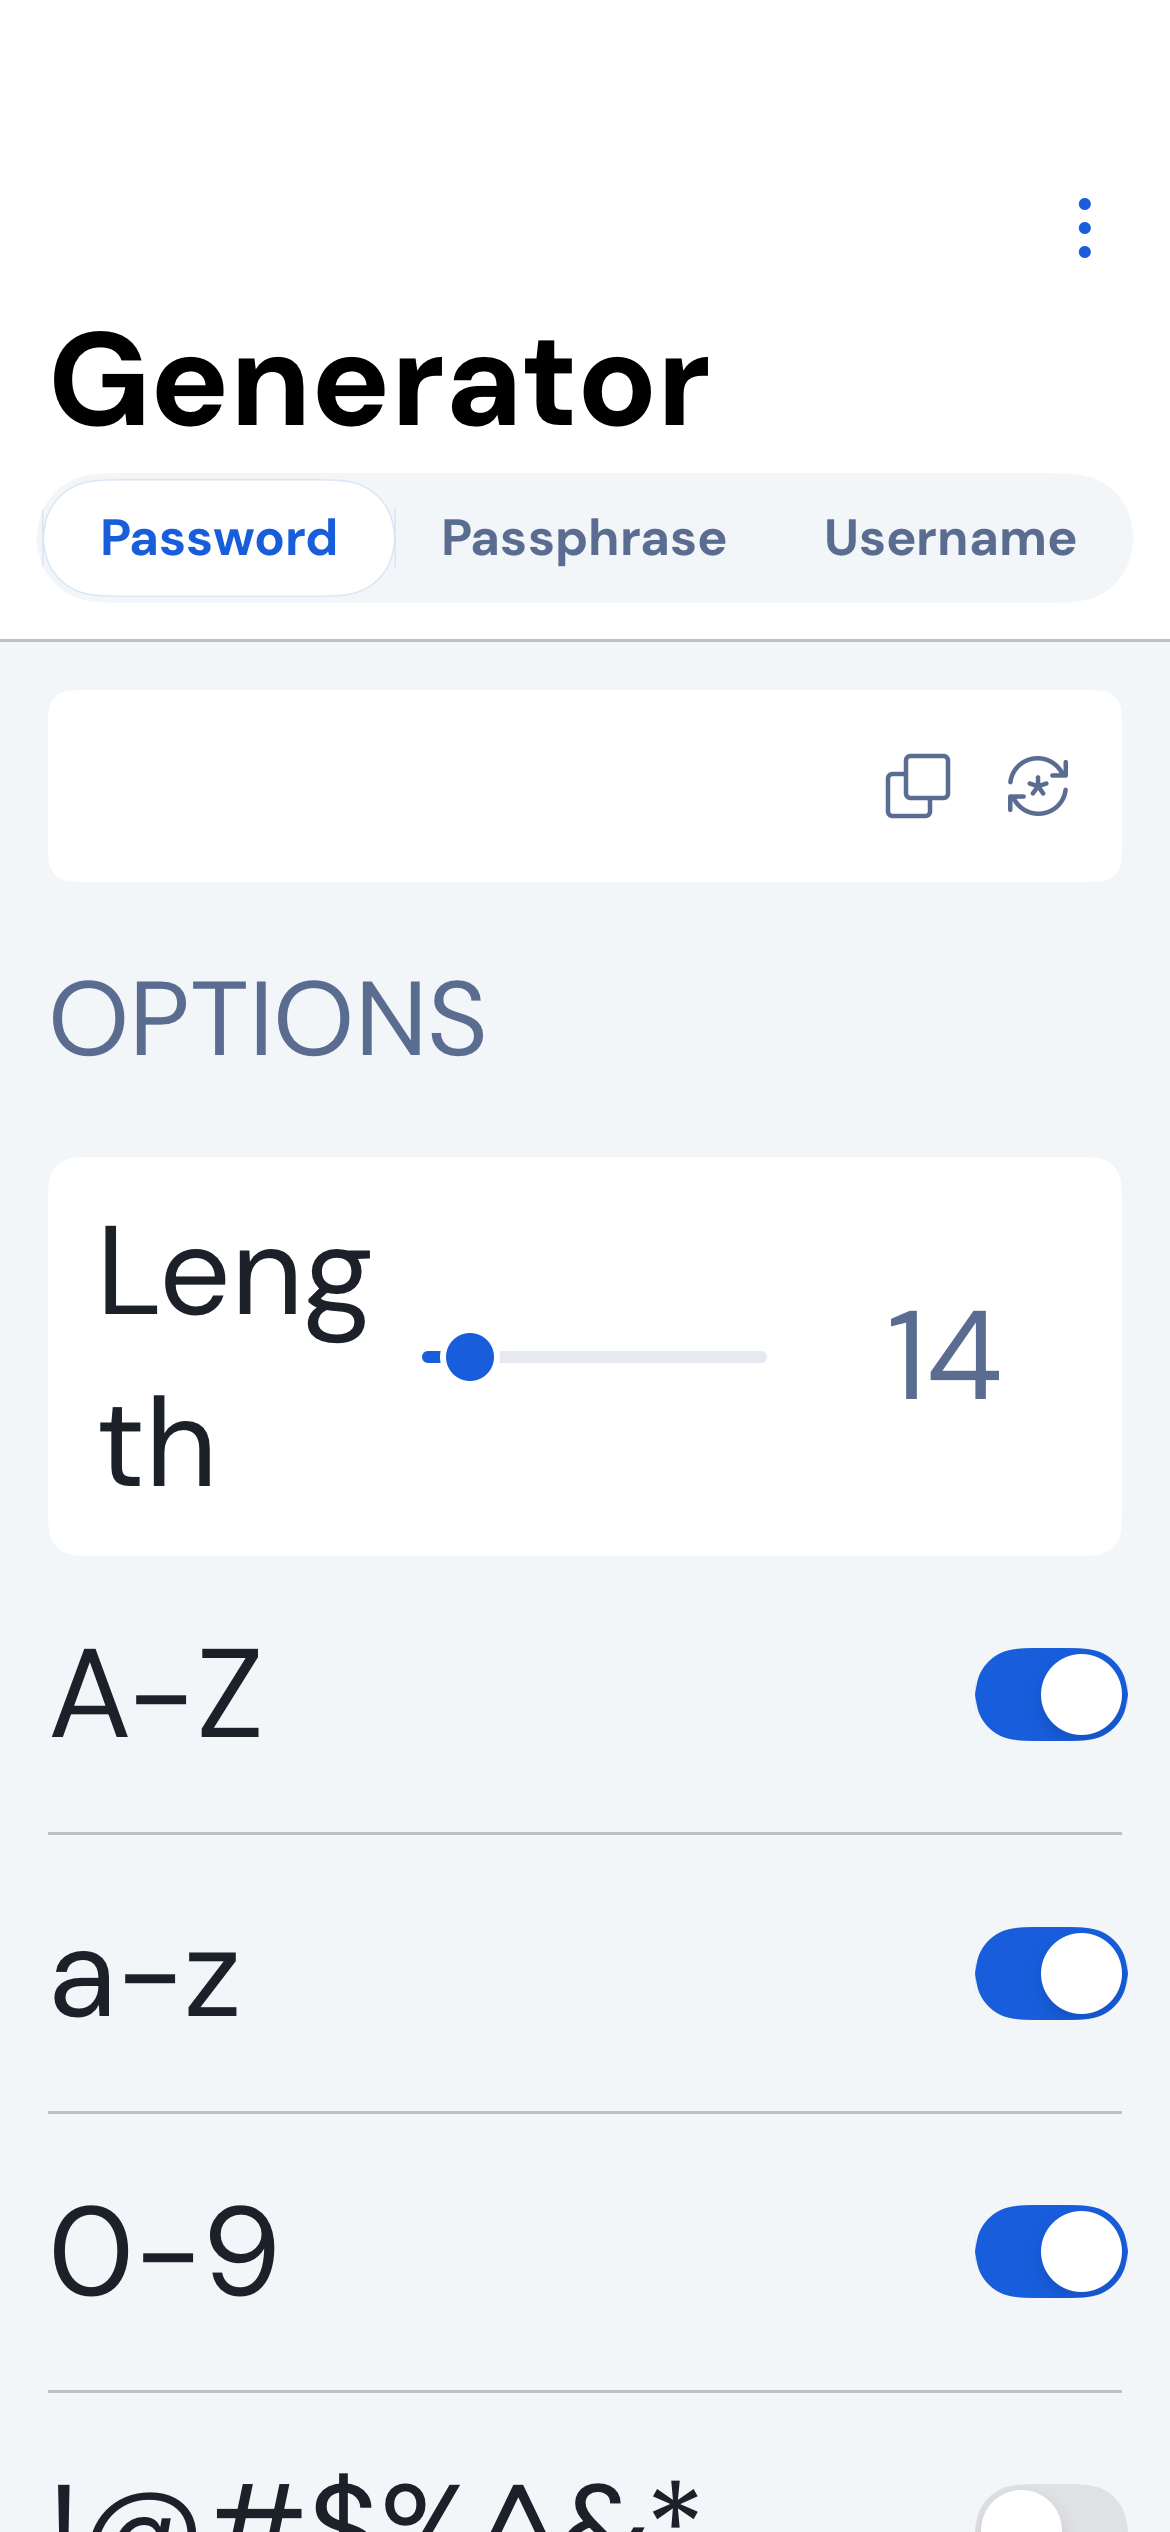 Generator
Password Passphrase Username
OPTIONS
Leng
th
14
A-Z
a-z
0-9
!@#$%^&*